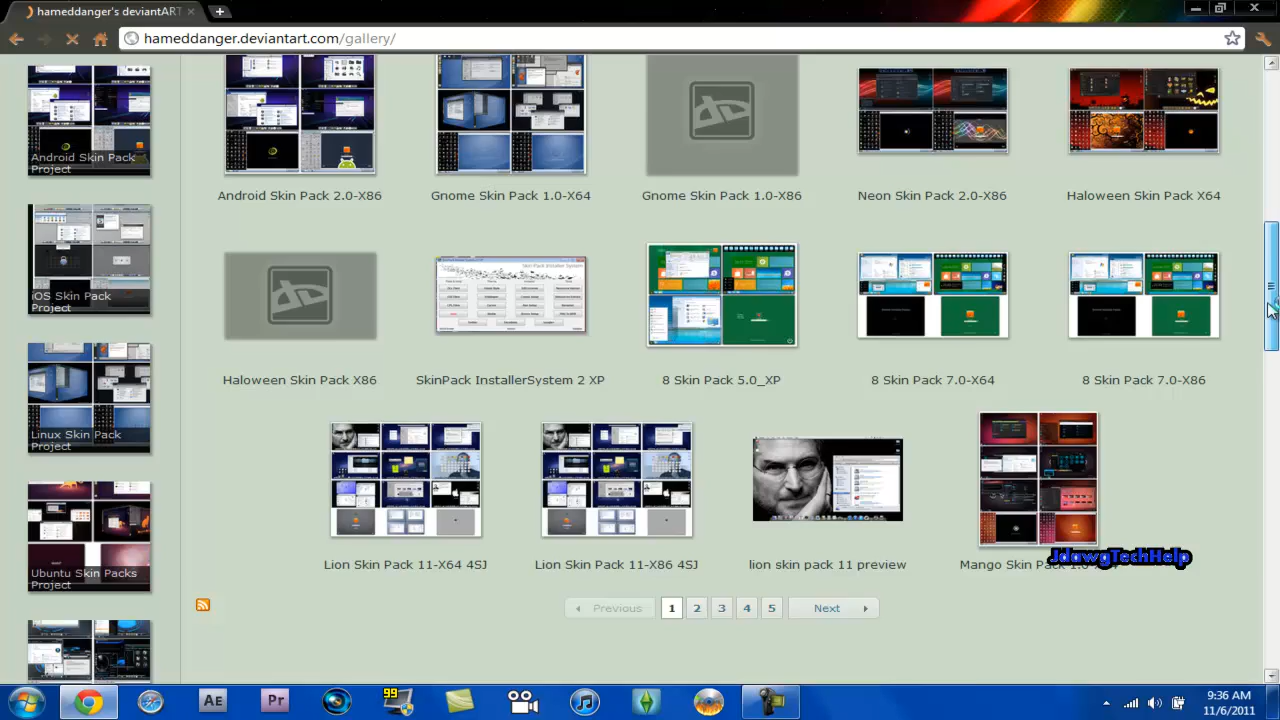 hameddanger's deviantART
hameddanger.deviantart.com/gallery/
Android Skin Pack
Project
iOS Skin Pack
Project
Linux Skin Pack
Project
Ubuntu Skin Packs
Project
Android Skin Pack 2.0-X86
Gnome Skin Pack 1.0-X64
Gnome Skin Pack 1.0-X86
Neon Skin Pack 2.0-X86
Haloween Skin Pack X64
Haloween Skin Pack X86
SkinPack InstallerSystem 2 XP
8 Skin Pack 5.0_XP
8 Skin Pack 7.0-X64
8 Skin Pack 7.0-X86
Lion Skin Pack 11-X64 4SJ
Lion Skin Pack 11-X86 4SJ
lion skin pack 11 preview
Mango Skin Pack
JdawgTechHelp
Previous 1 2 3 4 5 Next
Ae
Pr
99
9:36 AM
11/6/2011